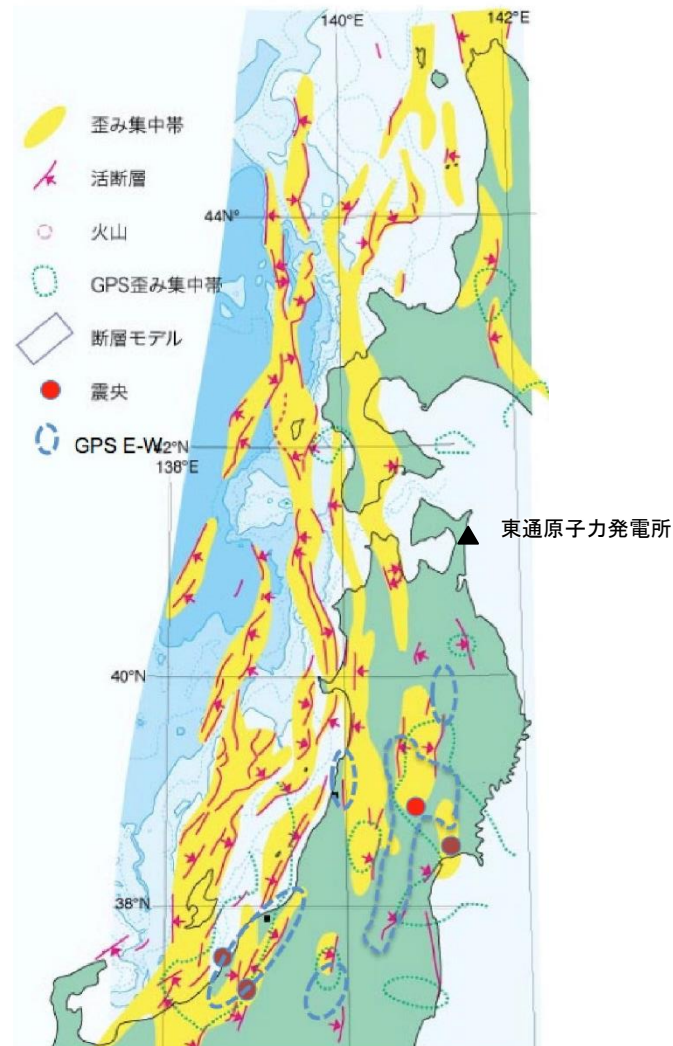 140°E
142°E
歪み集中帯
活断層
44N°
火山
GPS歪み集中帯
断層モデル
震央
GPS E-W
42°N
138°E
東通原子力発電所
40°N
38°N